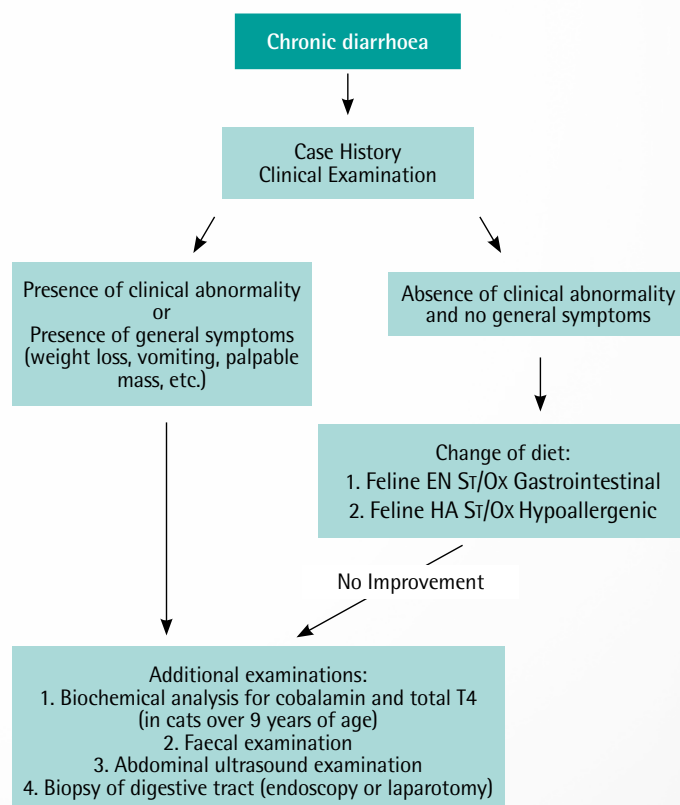 Chronic diarrhoea
Case History
Clinical Examination
Presence of clinical abnormality
or
Presence of general symptoms
(weight loss, vomiting, palpable
mass, etc.)
Absence of clinical abnormality
and no general symptoms
Change of diet:
1. Feline EN ST/OX Gastrointestinal
2. Feline HA ST/OX Hypoallergenic
No Improvement
Additional examinations:
1. Biochemical analysis for cobalamin and total T4
(in cats over 9 years of age)
2. Faecal examination
3. Abdominal ultrasound examination
4. Biopsy of digestive tract (endoscopy or laparotomy)